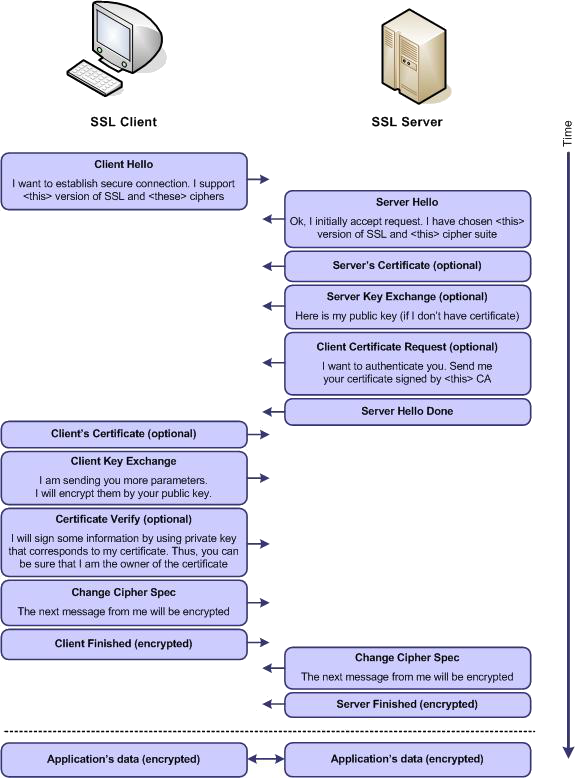 SSL Client
SSL Server
Time
Client Hello
I want to establish secure connection. I support
<this> version of SSL and <these> ciphers
Server Hello
Ok, I initially accept request. I have chosen <this>
version of SSL and <this> cipher suite
Server's Certificate (optional)
Server Key Exchange (optional)
Here is my public key (if I don't have certificate)
Client Certificate Request (optional)
I want to authenticate you. Send me
your certificate signed by <this> CA
Server Hello Done
Client's Certificate (optional)
Client Key Exchange
I am sending you more parameters.
I will encrypt them by your public key.
Certificate Verify (optional)
I will sign some information by using private key
that corresponds to my certificate. Thus, you can
be sure that I am the owner of the certificate
Change Cipher Spec
The next message from me will be encrypted
Client Finished (encrypted)
Change Cipher Spec
The next message from me will be encrypted
Server Finished (encrypted)
Application's data (encrypted)
Application's data (encrypted)